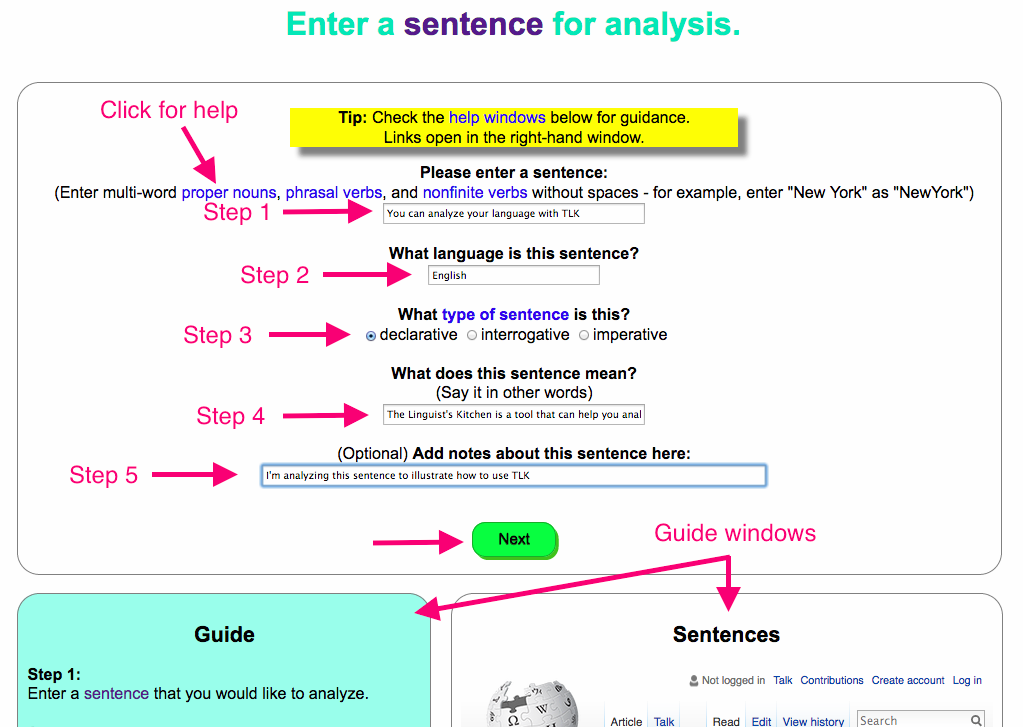 Enter a sentence for analysis.
Click for help
Tip: Check the help windows below for guidance.
Links open in the right-hand window.
Please enter a sentence:
(Enter multi-word proper nouns, phrasal verbs, and nonfinite verbs without spaces - for example, enter "New York" as "NewYork")
Step 1
You can analyze your language with TLK
What language is this sentence?
Step 2
English
What type of sentence is this?
Step 3
declarative interrogative imperative
What does this sentence mean?
(Say it in other words)
Step 4
The Linguist's Kitchen is a tool that can help you anal
(Optional) Add notes about this sentence here:
Step 5
I'm analyzing this sentence to illustrate how to use TLK
Next
Guide windows
Guide
Step 1:
Enter a sentence that you would like to analyze.
Sentences
Not logged in Talk Contributions Create account Log in
Article Talk Read Edit View history Search
W
Ω